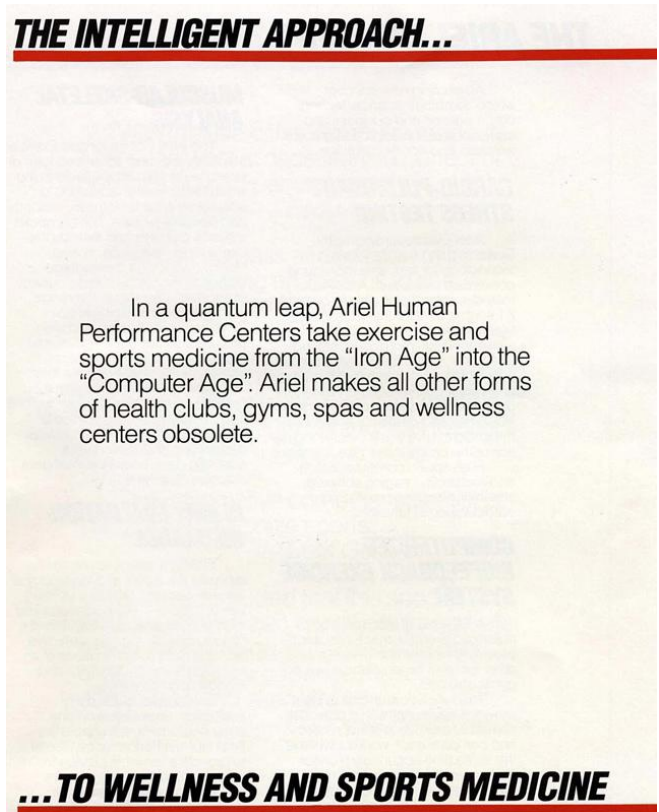 THE INTELLIGENT APPROACH...
In a quantum leap, Ariel Human
Performance Centers take exercise and
sports medicine from the “Iron Age” into the
“Computer Age”. Ariel makes all other forms
of health clubs, gyms, spas and wellness
centers obsolete.
...TO WELLNESS AND SPORTS MEDICINE